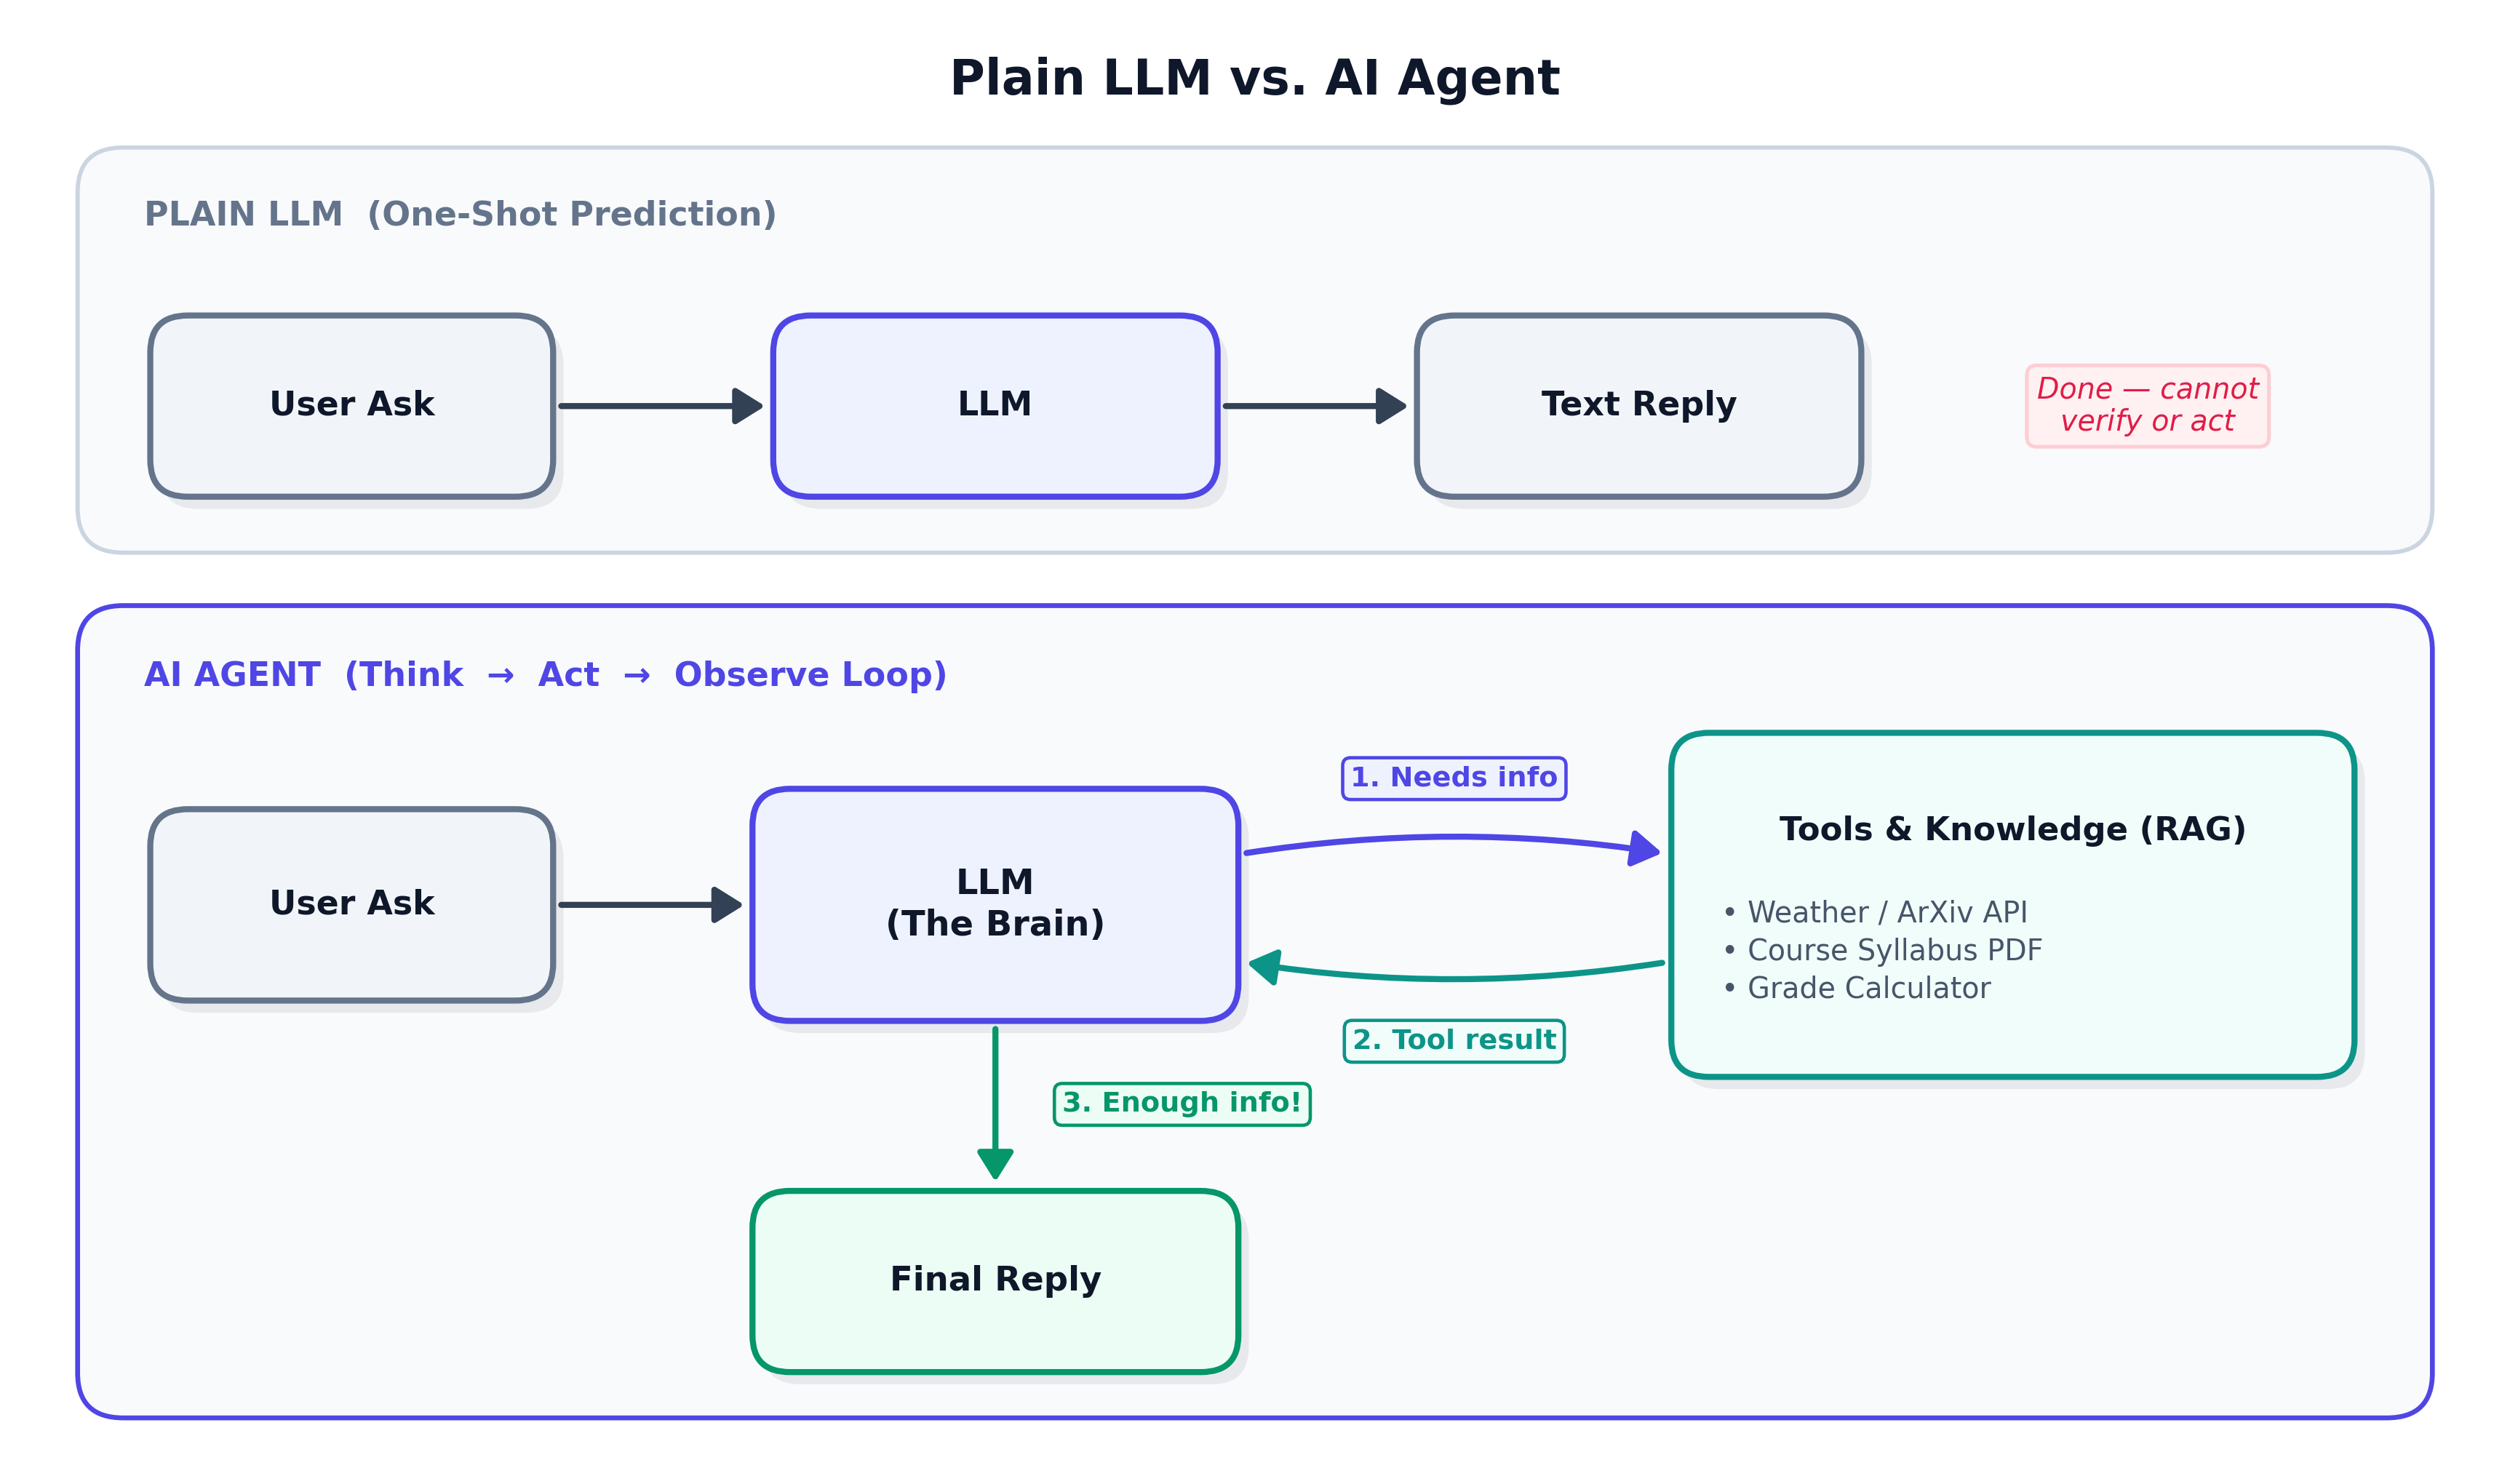 Plain LLM vs. AI Agent
PLAIN LLM (One-Shot Prediction)
User Ask
LLM
Text Reply
Done — cannot
verify or act
AI AGENT (Think → Act → Observe Loop)
1. Needs info
Tools & Knowledge (RAG)
User Ask
LLM
(The Brain)
• Weather / ArXiv API
• Course Syllabus PDF
• Grade Calculator
2. Tool result
3. Enough info!
Final Reply